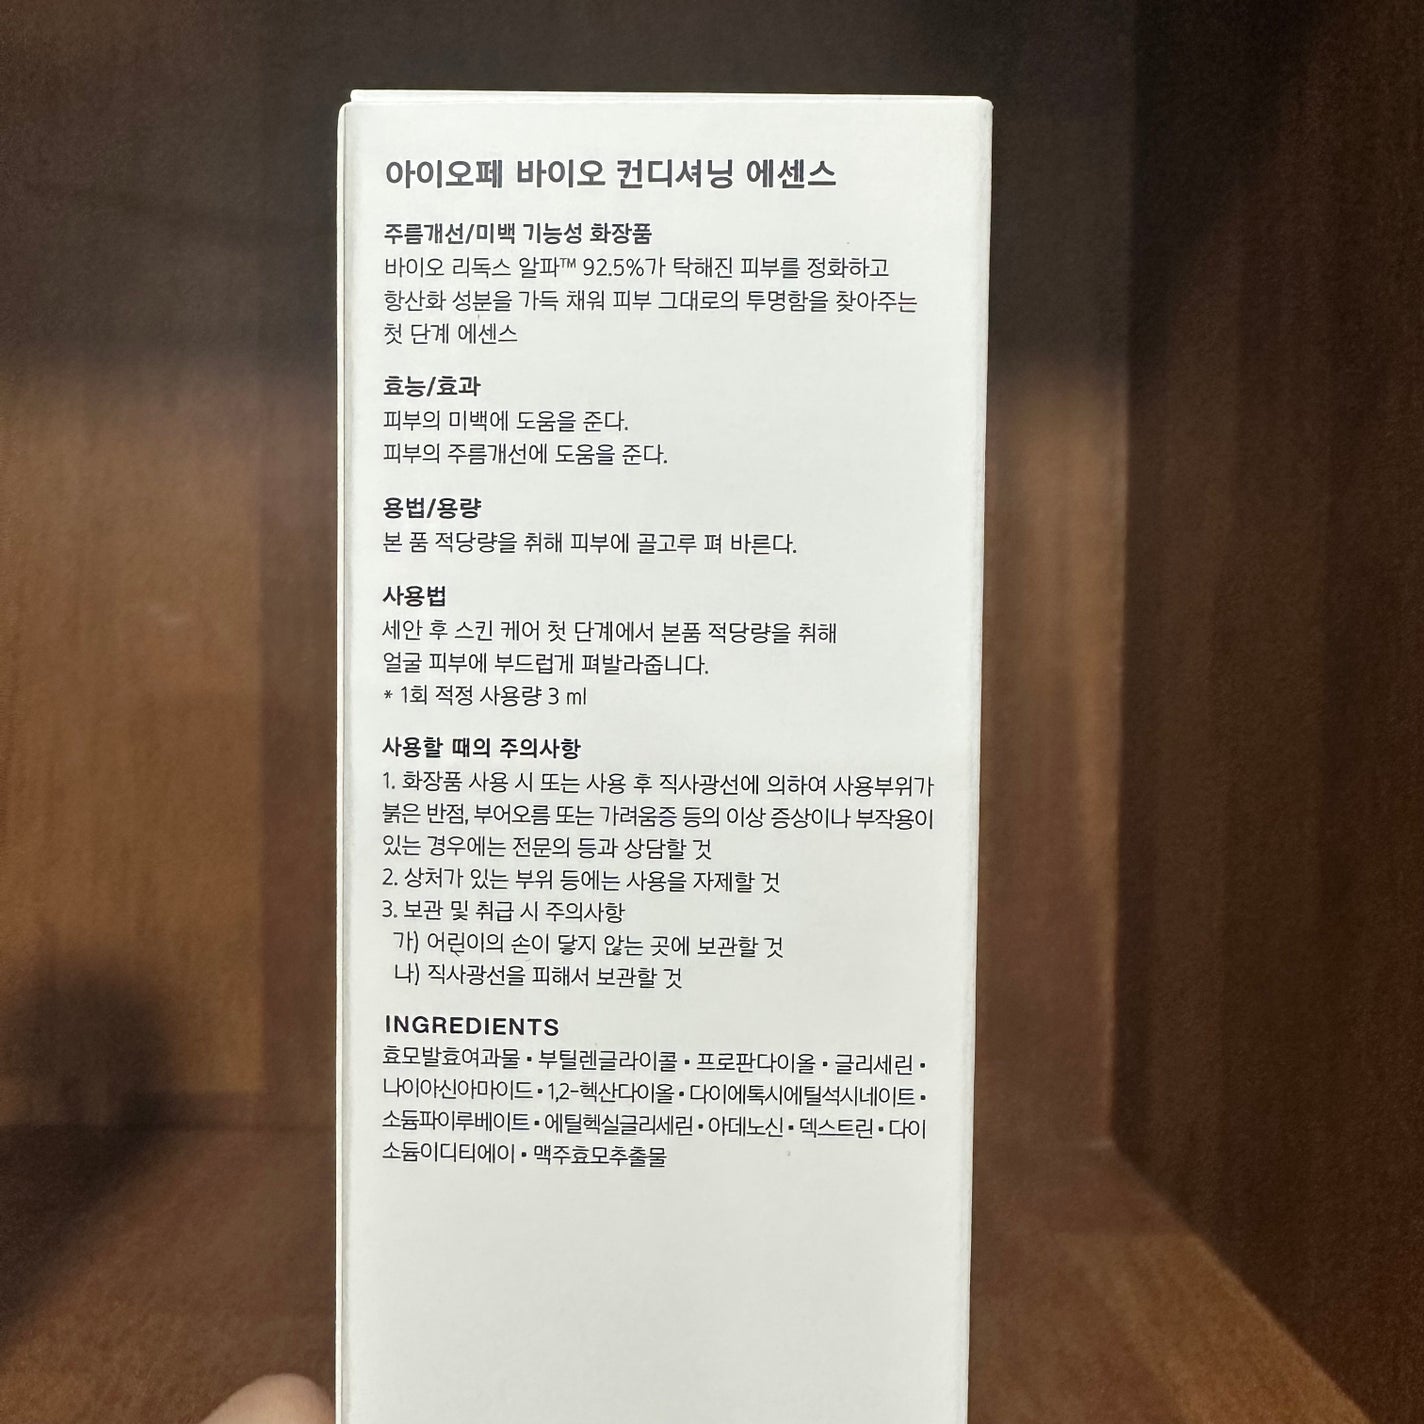 아이오페 바이오 컨디셔닝 에센스
주름개선/미백 기능성 화장품
바이오 리독스 알파™ 92.5%가 탁해진 피부를 정화하고
항산화 성분을 가득 채워 피부 그대로의 투명함을 찾아주는
첫 단계 에센스
효능/효과
피부의 미백에 도움을 준다.
피부의 주름개선에 도움을 준다.
용법/용량
본 품 적당량을 취해 피부에 골고루 펴 바른다.
사용법
세안 후 스킨 케어 첫 단계에서 본품 적당량을 취해
얼굴 피부에 부드럽게 펴발라줍니다.
* 1회 적정 사용량 3 ml
사용할 때의 주의사항
1. 화장품 사용 시 또는 사용 후 직사광선에 의하여 사용부위가
붉은 반점, 부어오름 또는 가려움증 등의 이상 증상이나 부작용이
있는 경우에는 전문의 등과 상담할 것
2. 상처가 있는 부위 등에는 사용을 자제할 것
3. 보관 및 취급 시 주의사항
가) 어린이의 손이 닿지 않는 곳에 보관할 것
나) 직사광선을 피해서 보관할 것
INGREDIENTS
효모발효여과물 • 부틸렌글라이콜 • 프로판다이올 • 글리세린 •
나이아신아마이드 • 1,2-헥산다이올 • 다이에톡시에틸석시네이트 •
소듐파이루베이트 • 에틸헥실글리세린 • 아데노신 • 덱스트린 • 다이
소듐이디티에이 • 맥주효모추출물